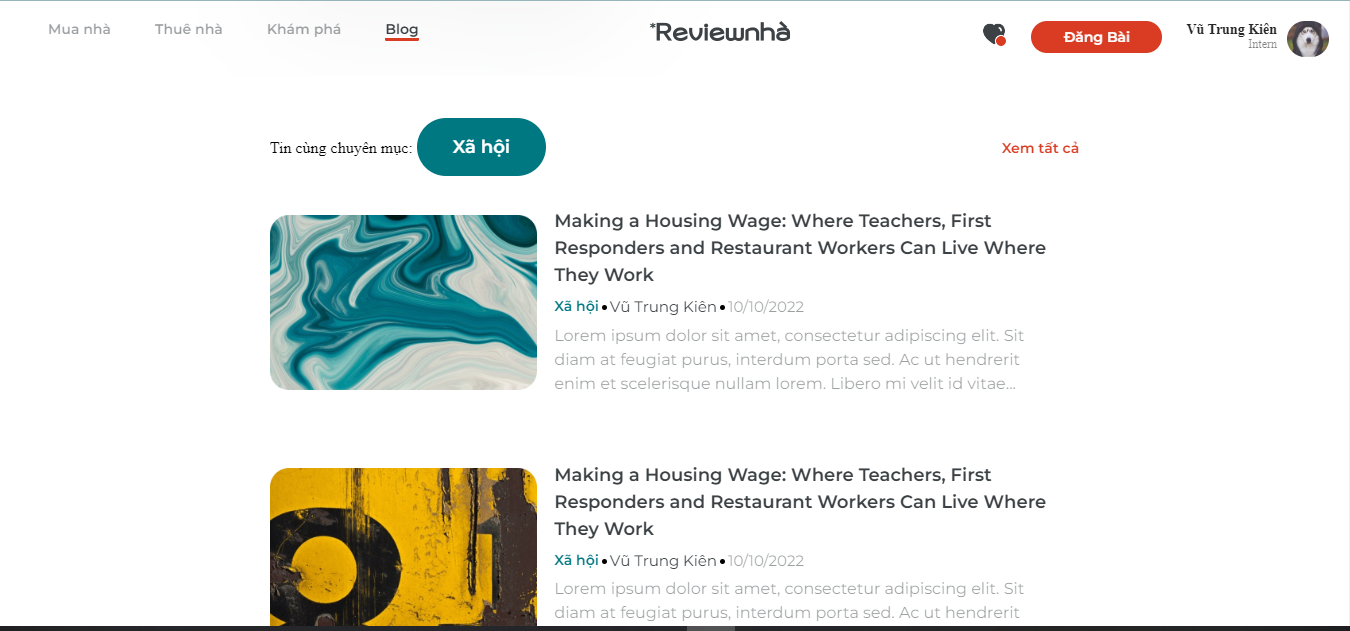 Mua nhà Thuê nhà Khám phá Blog *Reviewnhà Đăng Bài Vũ Trung Kiên
Intern
Tin cùng chuyên mục: Xã hội Xem tất cả
Making a Housing Wage: Where Teachers, First
Responders and Restaurant Workers Can Live Where
They Work
Xã hội•Vũ Trung Kiên•10/10/2022
Lorem ipsum dolor sit amet, consectetur adipiscing elit. Sit
diam at feugiat purus, interdum porta sed. Ac ut hendrerit
enim et scelerisque nullam lorem. Libero mi velit id vitae...
Making a Housing Wage: Where Teachers, First
Responders and Restaurant Workers Can Live Where
They Work
Xã hội•Vũ Trung Kiên•10/10/2022
Lorem ipsum dolor sit amet, consectetur adipiscing elit. Sit
diam at feugiat purus, interdum porta sed. Ac ut hendrerit